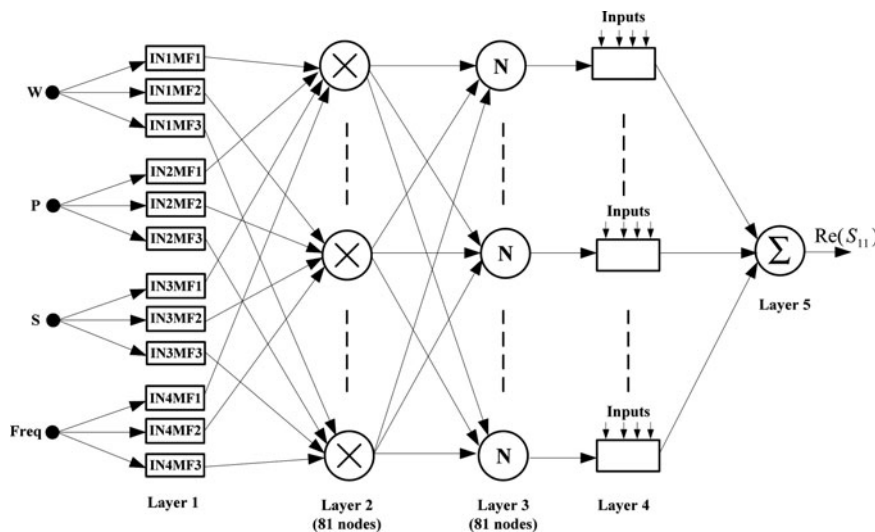 Inputs
IN1MF1
W
IN1MF2
N
IN1MF3
IN2MF1
P
IN2MF2
Inputs
IN2MF3
N
Σ
Re(S₁₁)
IN3MF1
Layer 5
S
IN3MF2
IN3MF3
IN4MF1
Inputs
Freq
IN4MF2
N
IN4MF3
Layer 1
Layer 2
(81 nodes)
Layer 3
(81 nodes)
Layer 4